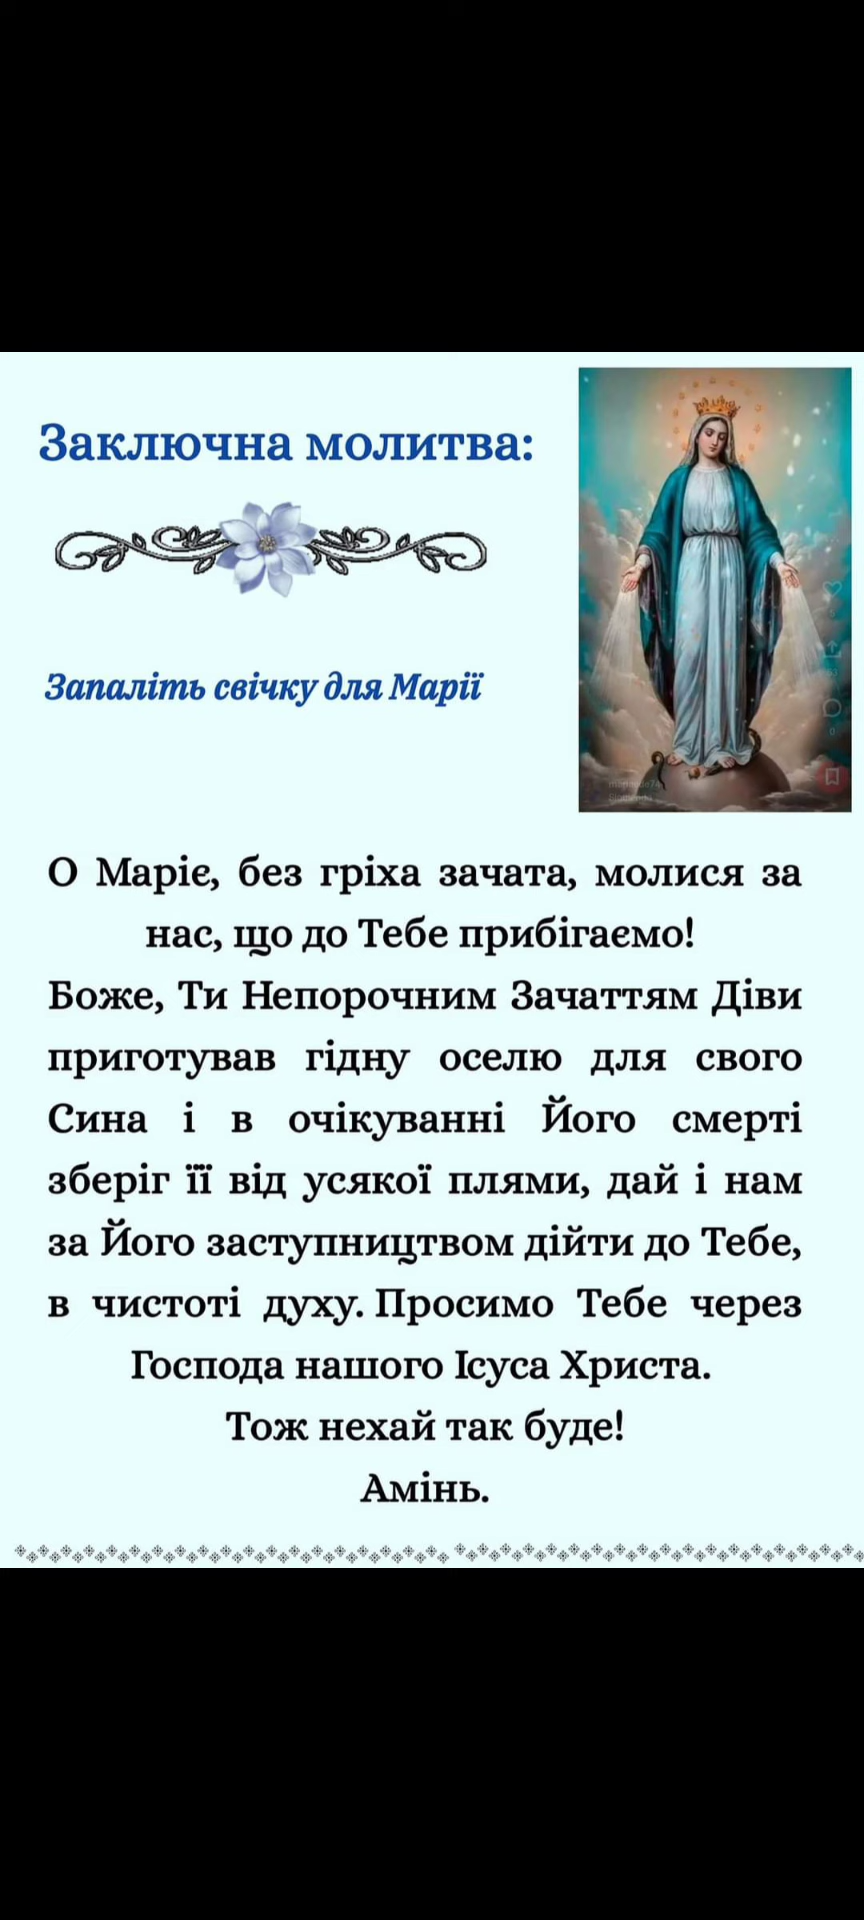 Заключна молитва:
Запаліть свічку для Марії
О Маріє, без гріха зачата, молися за
нас, що до Тебе прибігаємо!
Боже, Ти Непорочним Зачаттям Діви
приготував гідну оселю для свого
Сина і в очікуванні Його смерті
зберіг її від усякої плями, дай і нам
за Його заступництвом дійти до Тебе,
в чистоті духу. Просимо Тебе через
Господа нашого Ісуса Христа.
Тож нехай так буде!
Амінь.